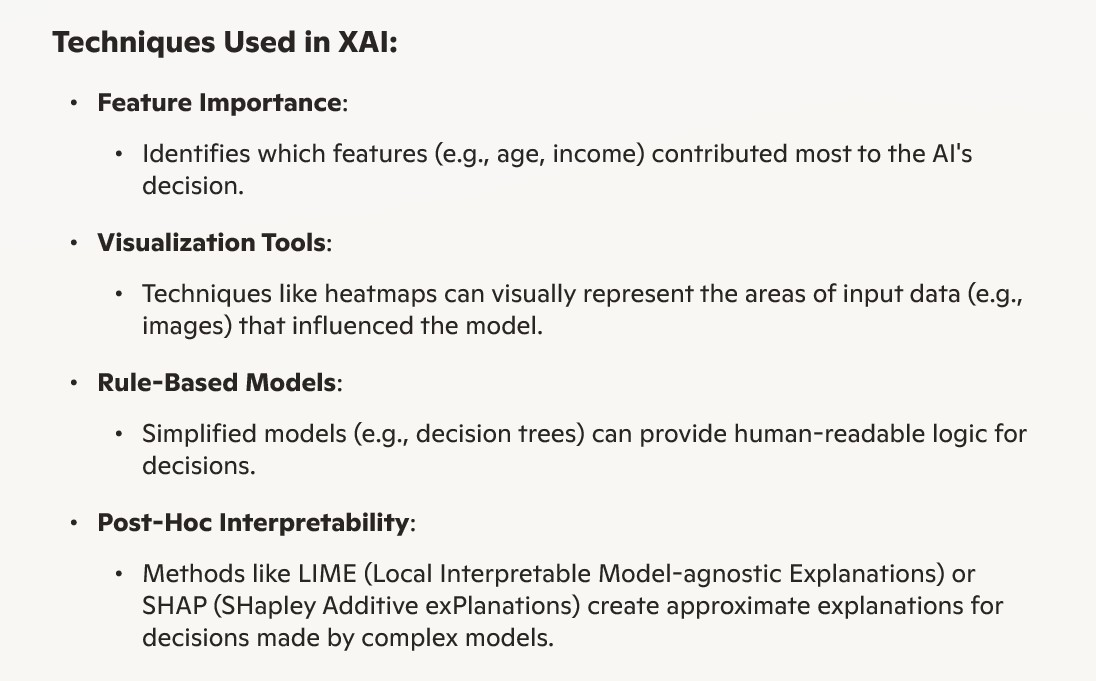 Techniques Used in XAI:
• Feature Importance:
• Identifies which features (e.g., age, income) contributed most to the AI's
decision.
• Visualization Tools:
• Techniques like heatmaps can visually represent the areas of input data (e.g.,
images) that influenced the model.
• Rule-Based Models:
• Simplified models (e.g., decision trees) can provide human-readable logic for
decisions.
• Post-Hoc Interpretability:
• Methods like LIME (Local Interpretable Model-agnostic Explanations) or
SHAP (SHapley Additive exPlanations) create approximate explanations for
decisions made by complex models.